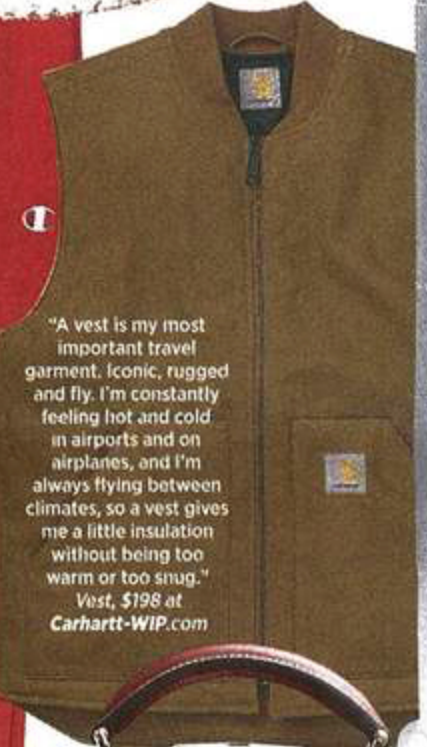 "A vest is my most
important travel
garment. Iconic, rugged
and fly. I'm constantly
feeling hot and cold
in airports and on
airplanes, and I'm
always flying between
climates, so a vest gives
me a little insulation
without being too
warm or too snug."
Vest, $198 at
Carhartt-WIP.com